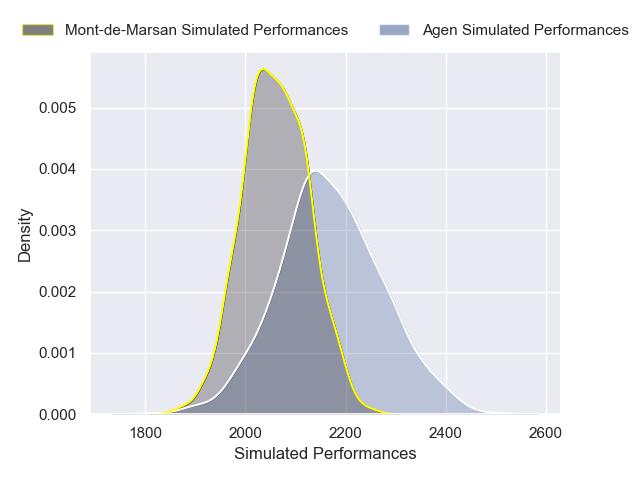 Mont-de-Marsan Simulated Performances Agen Simulated Performances
0.005
0.004
0.003
0.002
0.001
0.000
Density
1800 2000 2200 2400 2600
Simulated Performances